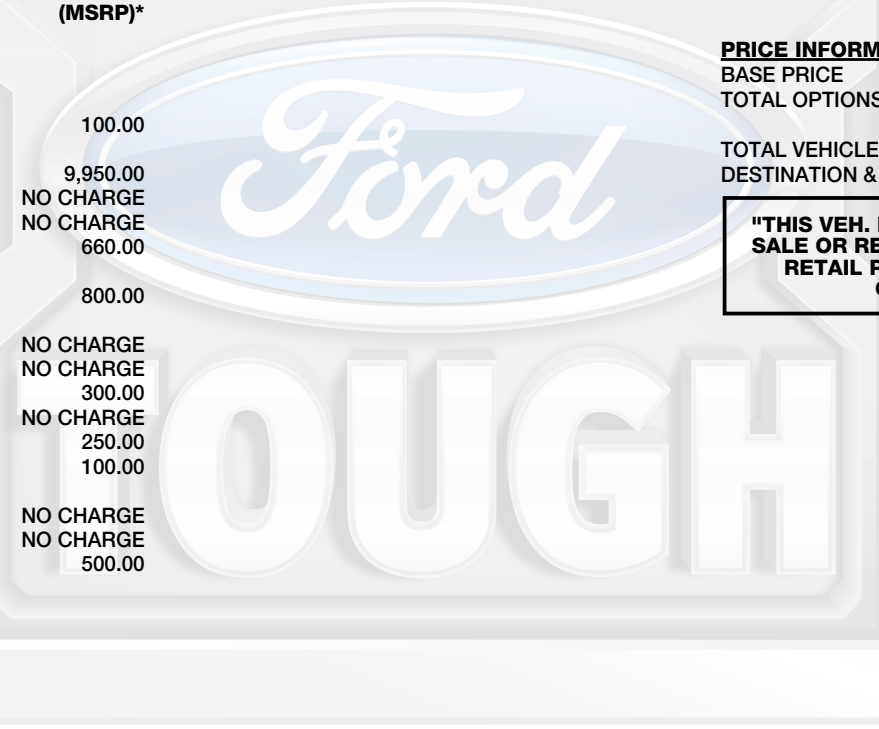 (MSRP)*
100.00
9,950.00
NO CHARGE
NO CHARGE
660.00
800.00
NO CHARGE
NO CHARGE
300.00
NO CHARGE
250.00
100.00
NO CHARGE
NO CHARGE
500.00
PRICE INFORM
BASE PRICE
TOTAL OPTIONS
TOTAL VEHICLE
DESTINATION &
"THIS VEH.
SALE OR RE
RETAIL P
Ford
TOUGH